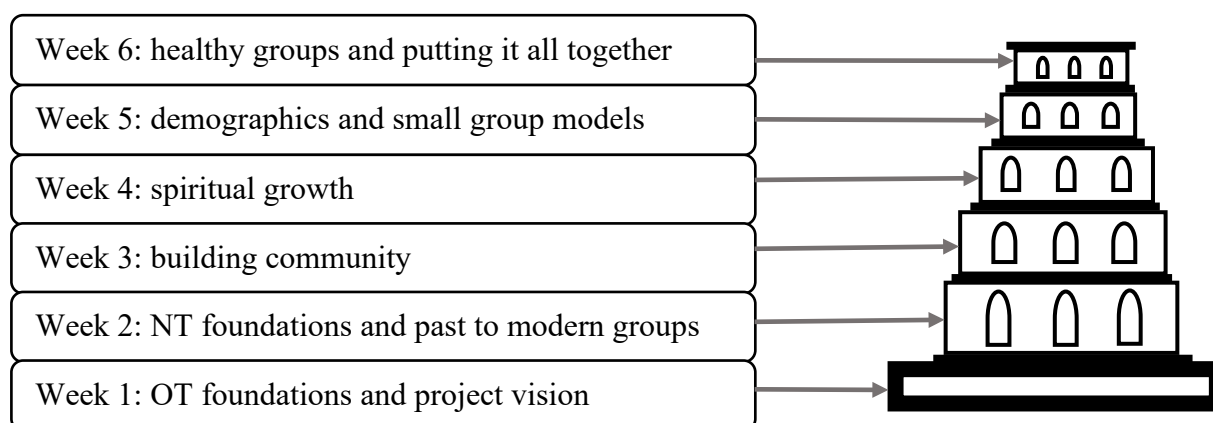 Week 6: healthy groups and putting it all together
Week 5: demographics and small group models
Week 4: spiritual growth
Week 3: building community
Week 2: NT foundations and past to modern groups
Week 1: OT foundations and project vision